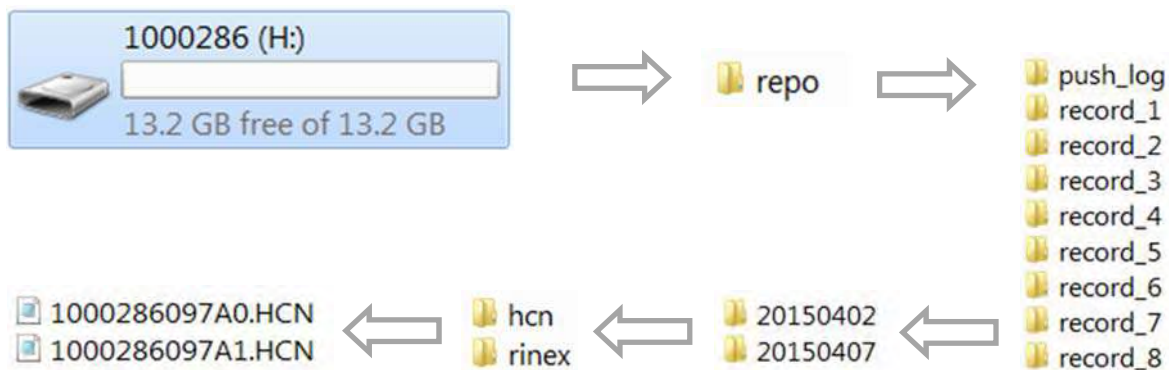 1000286 (H:)
13.2 GB free of 13.2 GB
repo
push_log
record_1
record_2
record_3
record_4
record_5
record_6
record_7
record_8
20150402
20150407
hcn
rinex
1000286097A0.HCN
1000286097A1.HCN